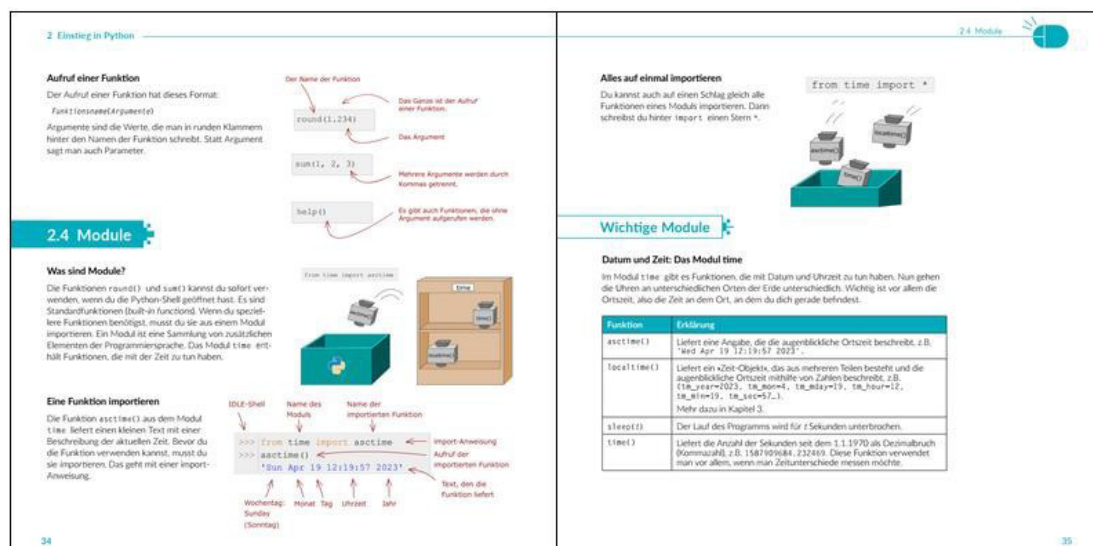 2 Einstieg in Python
Aufruf einer Funktion
Der Aufruf einer Funktion hat dieses Format:
Funktionsname(Argumente)
Argumente sind die Werte, die man in runden Klammern
hinter den Namen der Funktion schreibt. Statt Argument
sagt man auch Parameter.
Der Name der Funktion
Das Ganze ist der Aufruf
einer Funktion.
round(1.234)
Das Argument
sum(1, 2, 3)
Mehrere Argumente werden durch
Kommas getrennt.
help()
Es gibt auch Funktionen, die ohne
Argument aufgerufen werden.
2.4 Module
Was sind Module?
Die Funktionen round() und sum() kannst du sofort ver-
wenden, wenn du die Python-Shell geöffnet hast. Es sind
Standardfunktionen (built-in functions). Wenn du speziel-
lere Funktionen benötigst, musst du sie aus einem Modul
importieren. Ein Modul ist eine Sammlung von zusätzlichen
Elementen der Programmiersprache. Das Modul time ent-
hält Funktionen, die mit der Zeit zu tun haben.
from time import asctime
time
asctime()
time()
localtime()
Eine Funktion importieren
Die Funktion asctime() aus dem Modul
time liefert einen kleinen Text mit einer
Beschreibung der aktuellen Zeit. Bevor du
die Funktion verwenden kannst, musst du
sie importieren. Das geht mit einer import-
Anweisung.
IDLE-Shell
Name des
Moduls
Name der
importierten Funktion
>>> from time import asctime
>>> asctime()
'Sun Apr 19 12:19:57 2023'
Import-Anweisung
Aufruf der
importierten Funktion
Text, den die
Funktion liefert
Wochentag:
Sunday
(Sonntag)
Monat
Tag
Uhrzeit
Jahr
34
2.4 Module
Alles auf einmal importieren
Du kannst auch auf einen Schlag gleich alle
Funktionen eines Moduls importieren. Dann
schreibst du hinter import einen Stern *.
from time import *
localtime()
asctime()
time()
Wichtige Module
Datum und Zeit: Das Modul time
Im Modul time gibt es Funktionen, die mit Datum und Uhrzeit zu tun haben. Nun gehen
die Uhren an unterschiedlichen Orten der Erde unterschiedlich. Wichtig ist vor allem die
Ortszeit, also die Zeit an dem Ort, an dem du dich gerade befindest.
Funktion Erklärung
asctime() Liefert eine Angabe, die die augenblickliche Ortszeit beschreibt, z.B.
'Wed Apr 19 12:19:57 2023'.
localtime() Liefert ein »Zeit-Objekt«, das aus mehreren Teilen besteht und die
augenblickliche Ortszeit mithilfe von Zahlen beschreibt, z.B.
(tm_year=2023, tm_mon=4, tm_mday=19, tm_hour=12,
tm_min=19, tm_sec=57…).
Mehr dazu in Kapitel 3.
sleep(t) Der Lauf des Programms wird für t Sekunden unterbrochen.
time() Liefert die Anzahl der Sekunden seit dem 1.1.1970 als Dezimalbruch
(Kommazahl), z.B. 1587909684.232469. Diese Funktion verwendet
man vor allem, wenn man Zeitunterschiede messen möchte.
35